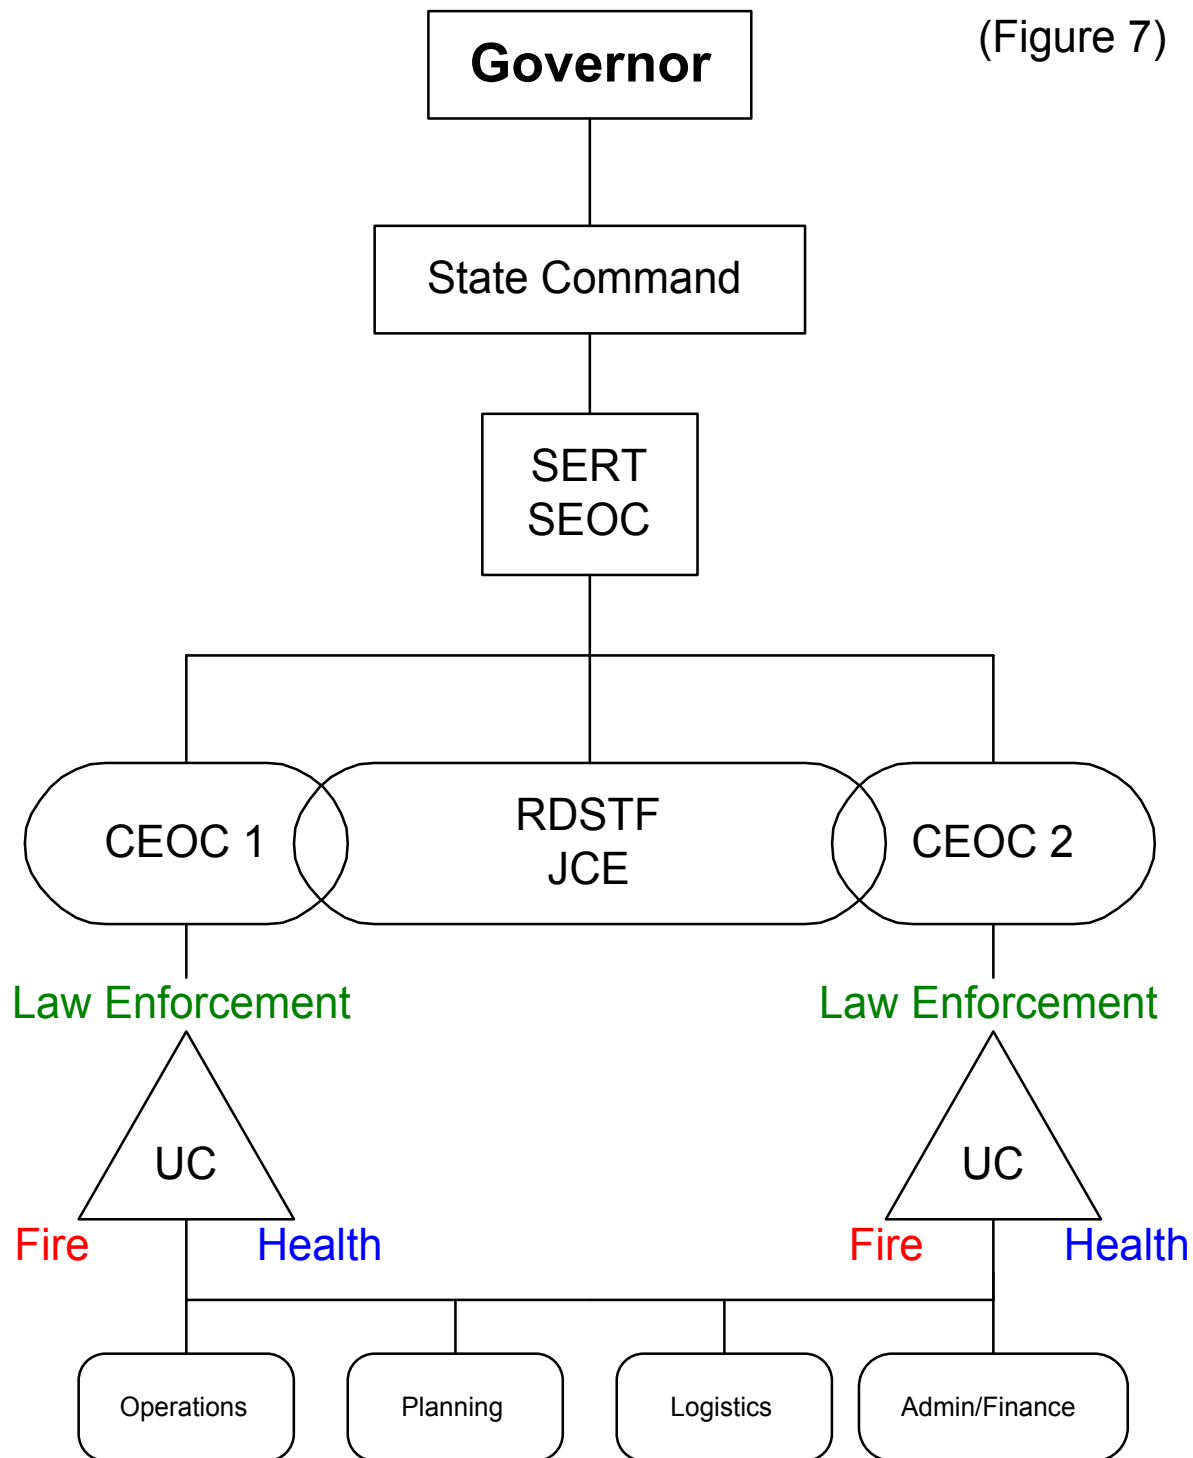 (Figure 7)
Governor
State Command
SERT
SEOC
CEOC 1
RDSTF
JCE
CEOC 2
Law Enforcement
Law Enforcement
UC
UC
Fire
Health
Fire
Health
Operations
Planning
Logistics
Admin/Finance